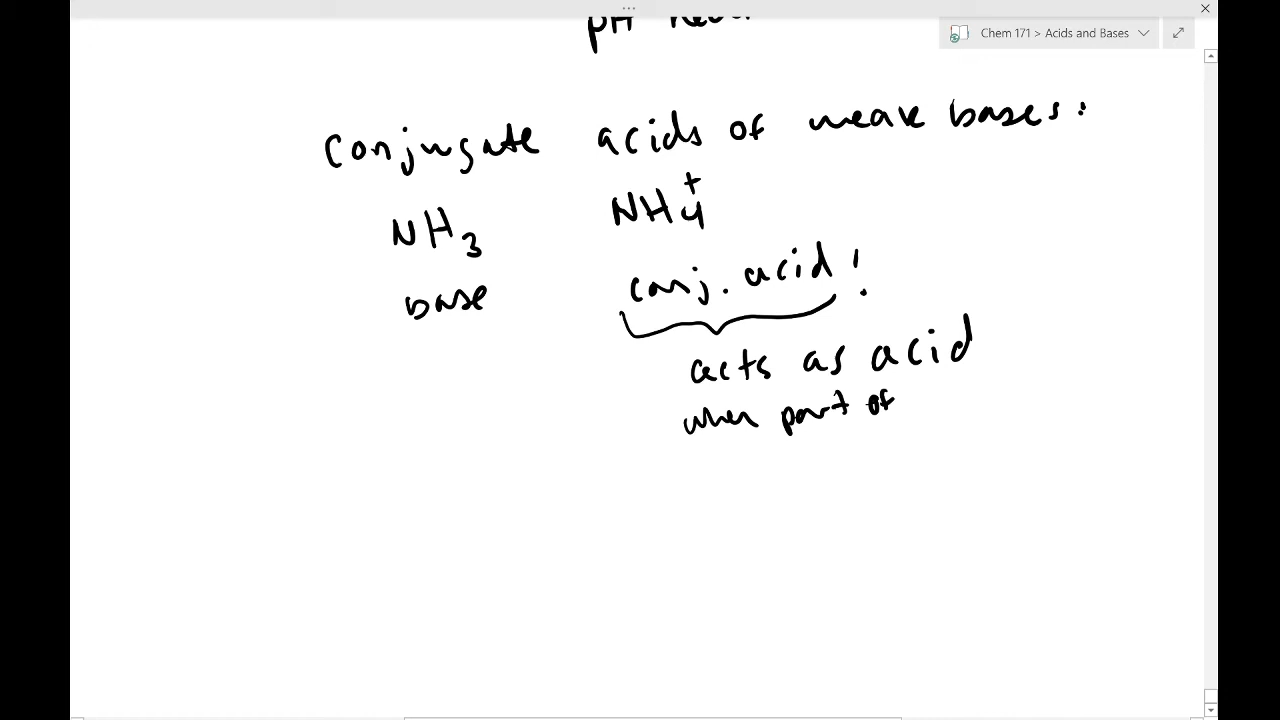 pH
Chem 171 > Acids and Bases
Conjugate acids of weak bases:
NH3 NH4+
base conj. acid!
acts as acid
when part of